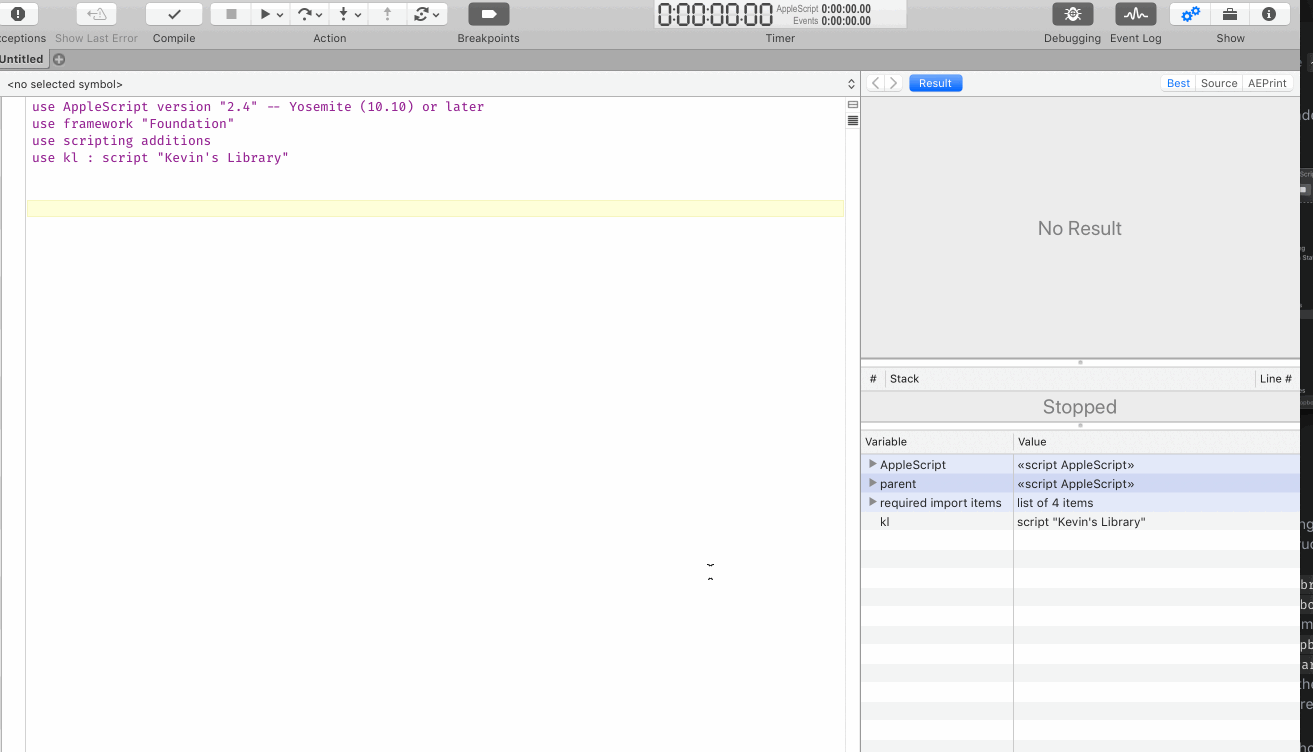 0:00:00.00 AppleScript 0:00:00.00
Events 0:00:00.00
Show Last Error Compile Action Breakpoints Timer Debugging Event Log Show
Untitled
<no selected symbol>
Result Best Source AEPrint
use AppleScript version "2.4" -- Yosemite (10.10) or later
use framework "Foundation"
use scripting additions
use kl : script "Kevin's Library"
No Result
# Stack Line #
Stopped
Variable Value
AppleScript «script AppleScript»
parent «script AppleScript»
required import items list of 4 items
kl script "Kevin's Library"